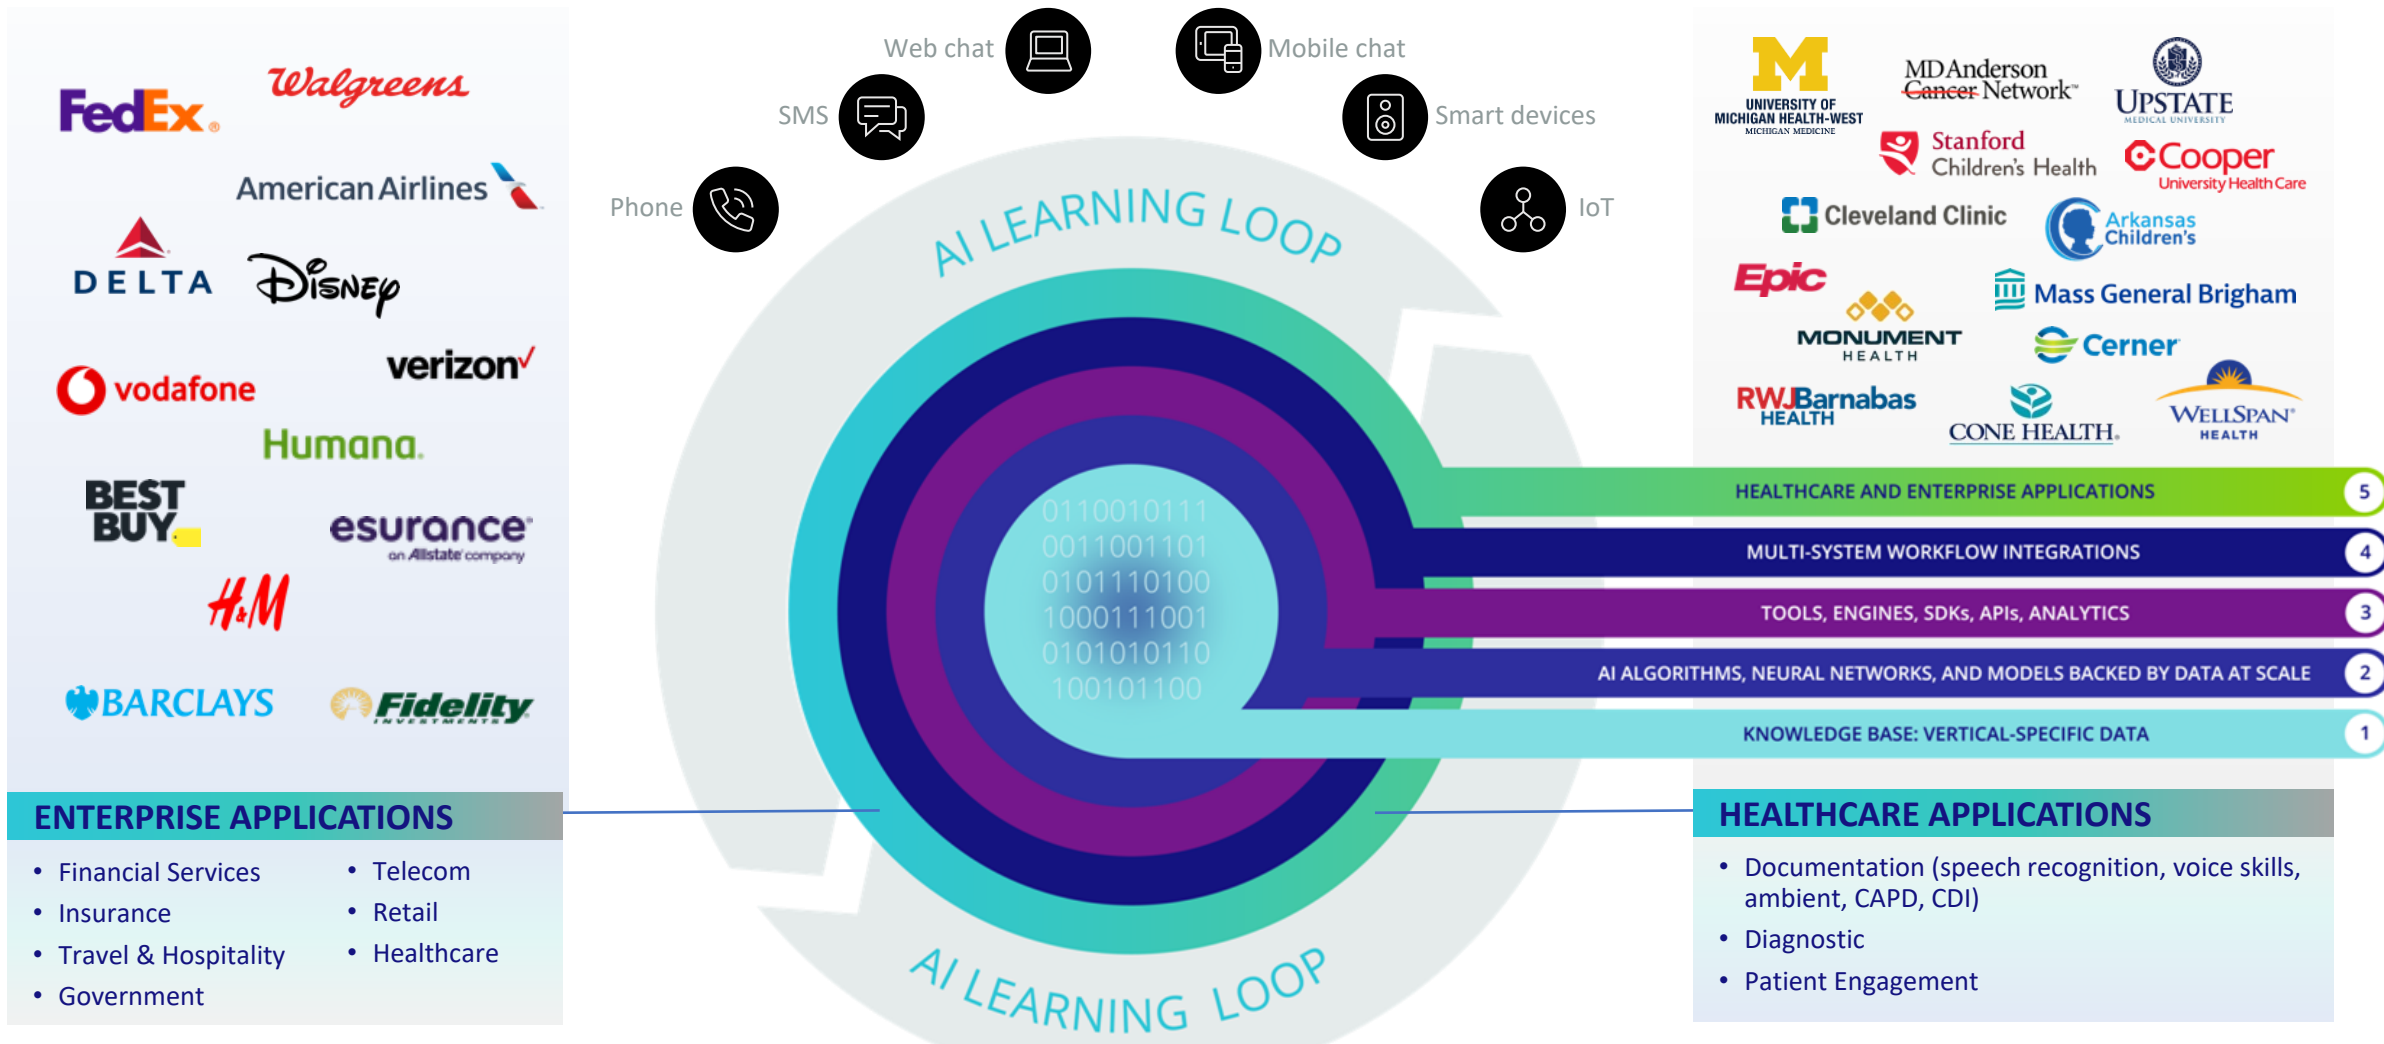 FedEx®
Walgreens
American Airlines
DELTA
Disney
vodafone
verizon
Humana.
BEST
BUY
esurance®
an Allstate company
H&M
BARCLAYS
Fidelity
INVESTMENTS
ENTERPRISE APPLICATIONS
• Financial Services
• Insurance
• Travel & Hospitality
• Government
• Telecom
• Retail
• Healthcare
Phone
SMS
Web chat
Mobile chat
Smart devices
IoT
AI LEARNING LOOP
0110010111
0011001101
0101110100
1000111001
0101010110
100101100
AI LEARNING LOOP
M
UNIVERSITY OF
MICHIGAN HEALTH-WEST
MICHIGAN MEDICINE
MD Anderson
Cancer Network™
UPSTATE
MEDICAL UNIVERSITY
Stanford
Children's Health
Cooper
University Health Care
Cleveland Clinic
Arkansas
Children's
Epic
Mass General Brigham
MONUMENT
HEALTH
Cerner
RWJBarnabas
HEALTH
CONE HEALTH®
WELLSPAN®
HEALTH
HEALTHCARE AND ENTERPRISE APPLICATIONS 5
MULTI-SYSTEM WORKFLOW INTEGRATIONS 4
TOOLS, ENGINES, SDKs, APIs, ANALYTICS 3
AI ALGORITHMS, NEURAL NETWORKS, AND MODELS BACKED BY DATA AT SCALE 2
KNOWLEDGE BASE: VERTICAL-SPECIFIC DATA 1
HEALTHCARE APPLICATIONS
• Documentation (speech recognition, voice skills,
ambient, CAPD, CDI)
• Diagnostic
• Patient Engagement